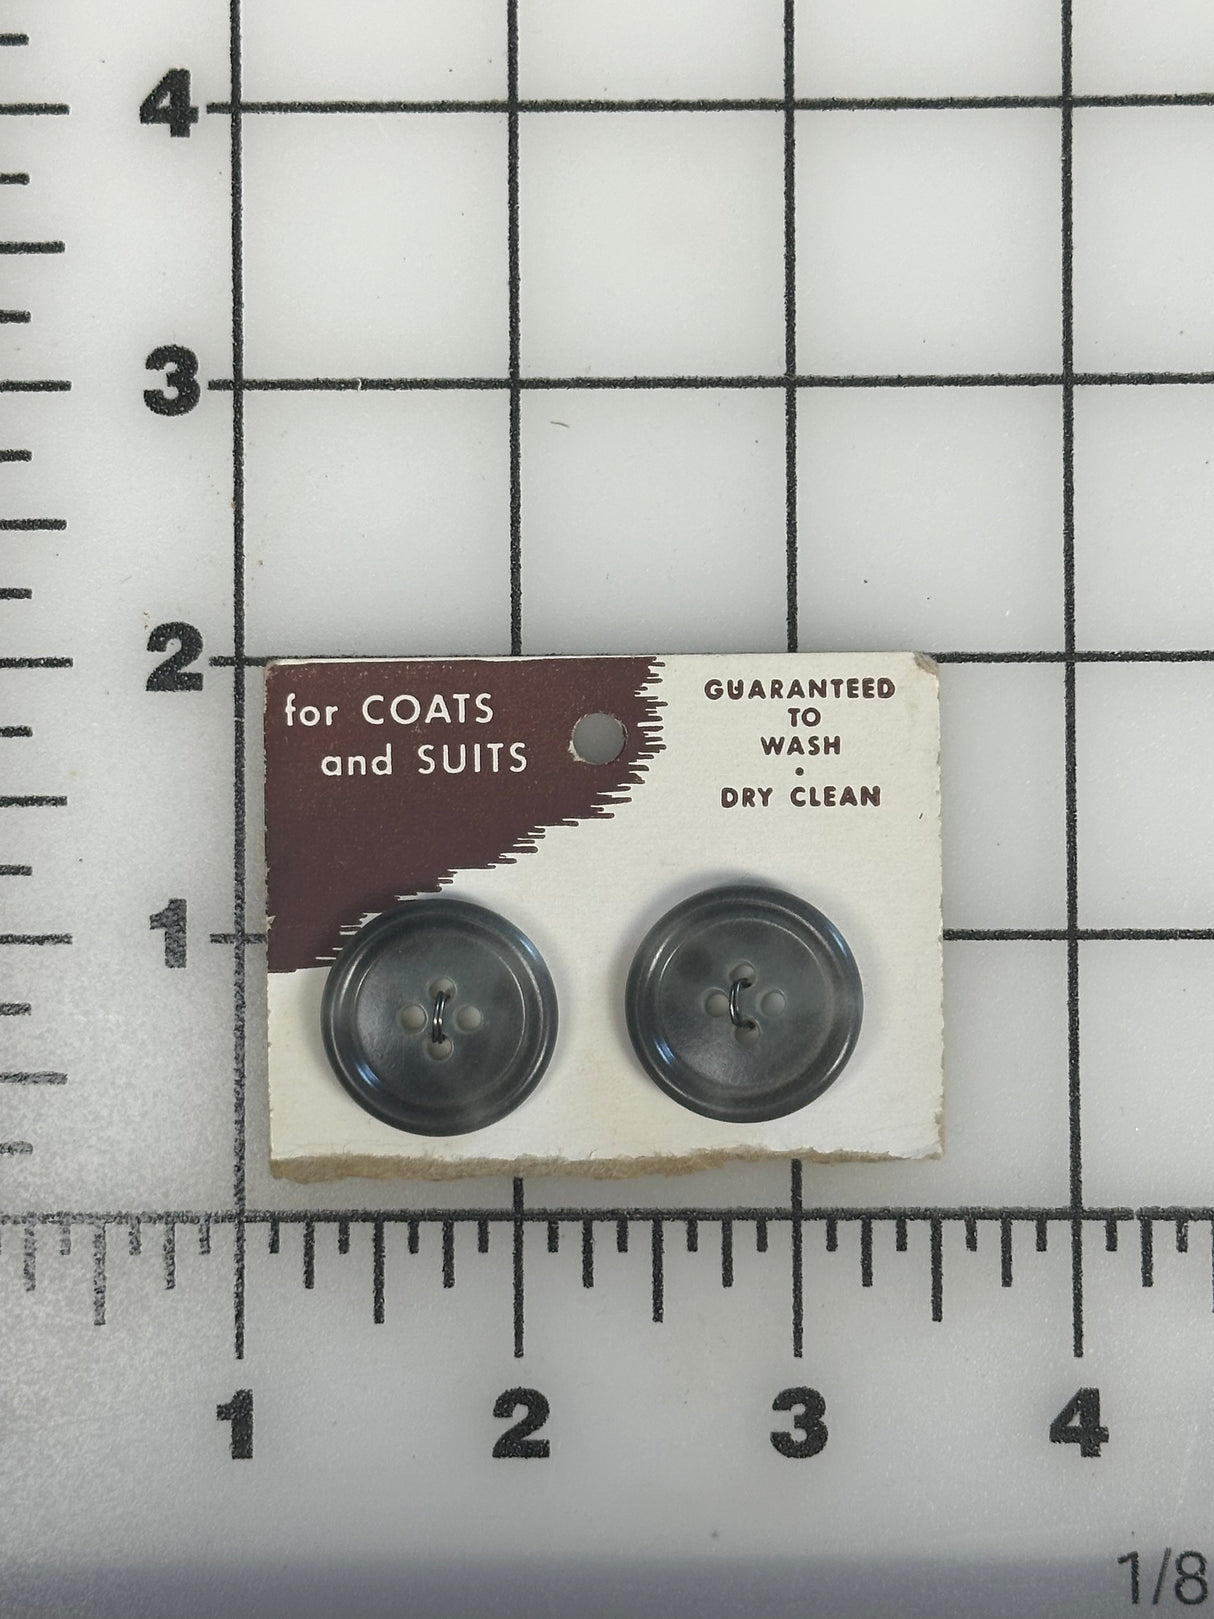 4
3
2
1
for COATS
and SUITS
GUARANTEED
TO
WASH
•
DRY CLEAN
1 2 3 4
1/8